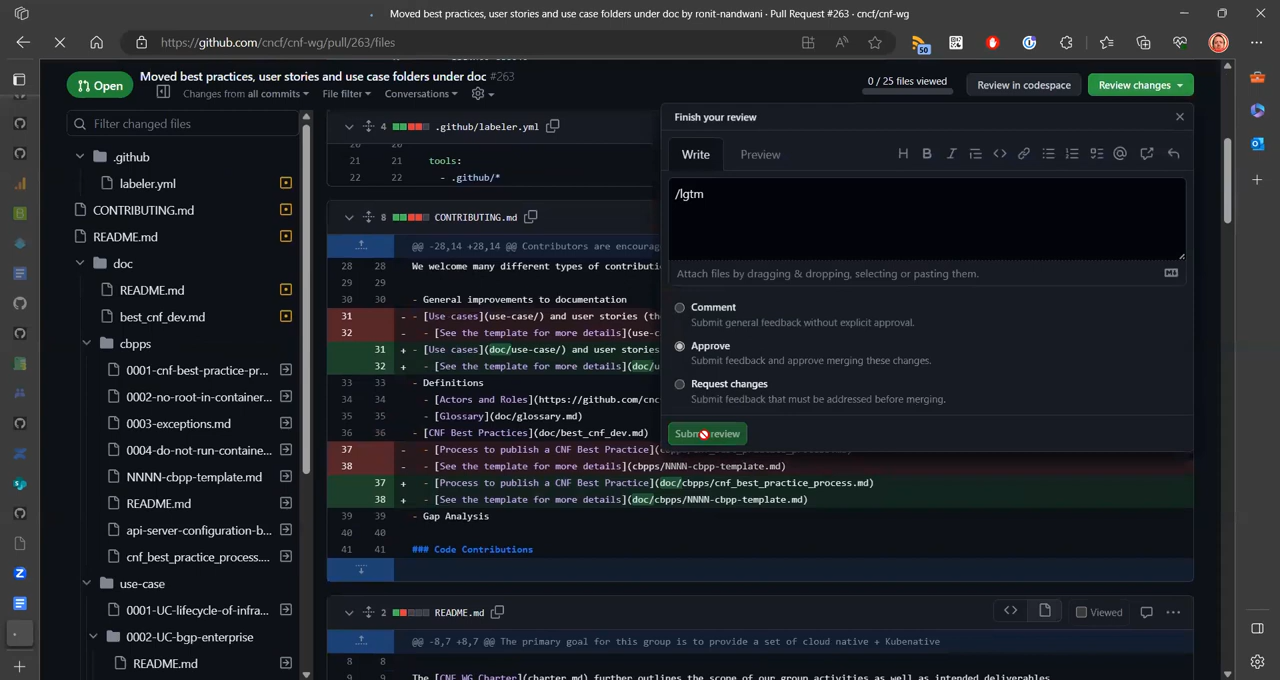 Moved best practices, user stories and use case folders under doc by ronit-nandwani · Pull Request #263 · cncf/cnf-wg
https://github.com/cncf/cnf-wg/pull/263/files
50
Open
Moved best practices, user stories and use case folders under doc #263
Changes from all commits
File filter
Conversations
0 / 25 files viewed
Review in codespace
Review changes
Filter changed files
.github
labeler.yml
CONTRIBUTING.md
README.md
doc
README.md
best_cnf_dev.md
cbpps
0001-cnf-best-practice-pr...
0002-no-root-in-container...
0003-exceptions.md
0004-do-not-run-containe...
NNNN-cbpp-template.md
README.md
api-server-configuration-b...
cnf_best_practice_process....
use-case
0001-UC-lifecycle-of-infra...
0002-UC-bgp-enterprise
README.md
4 .github/labeler.yml
21 21 tools:
22 22 - .github/*
8 CONTRIBUTING.md
@@ -28,14 +28,14 @@ Contributors are encourag
28 28 We welcome many different types of contributi
29 29
30 30 - General improvements to documentation
31 - - [Use cases](use-case/) and user stories (th
32 - - [See the template for more details](use-c
31 + - [Use cases](doc/use-case/) and user stories
32 + - [See the template for more details](doc/u
33 33 - Definitions
34 34 - [Actors and Roles](https://github.com/cnc
35 35 - [Glossary](doc/glossary.md)
36 36 - [CNF Best Practices](doc/best_cnf_dev.md)
37 - - [Process to publish a CNF Best Practice]
38 - - [See the template for more details](cbpps/NNNN-cbpp-template.md)
37 + - [Process to publish a CNF Best Practice](doc/cbpps/cnf_best_practice_process.md)
38 + - [See the template for more details](doc/cbpps/NNNN-cbpp-template.md)
39 39 - Gap Analysis
40 40
41 41 ### Code Contributions
2 README.md
Viewed
@@ -8,7 +8,7 @@ The primary goal for this group is to provide a set of cloud native + Kubenative
8 8
Finish your review
Write
Preview
/lgtm
Attach files by dragging & dropping, selecting or pasting them.
Comment
Submit general feedback without explicit approval.
Approve
Submit feedback and approve merging these changes.
Request changes
Submit feedback that must be addressed before merging.
Submit review